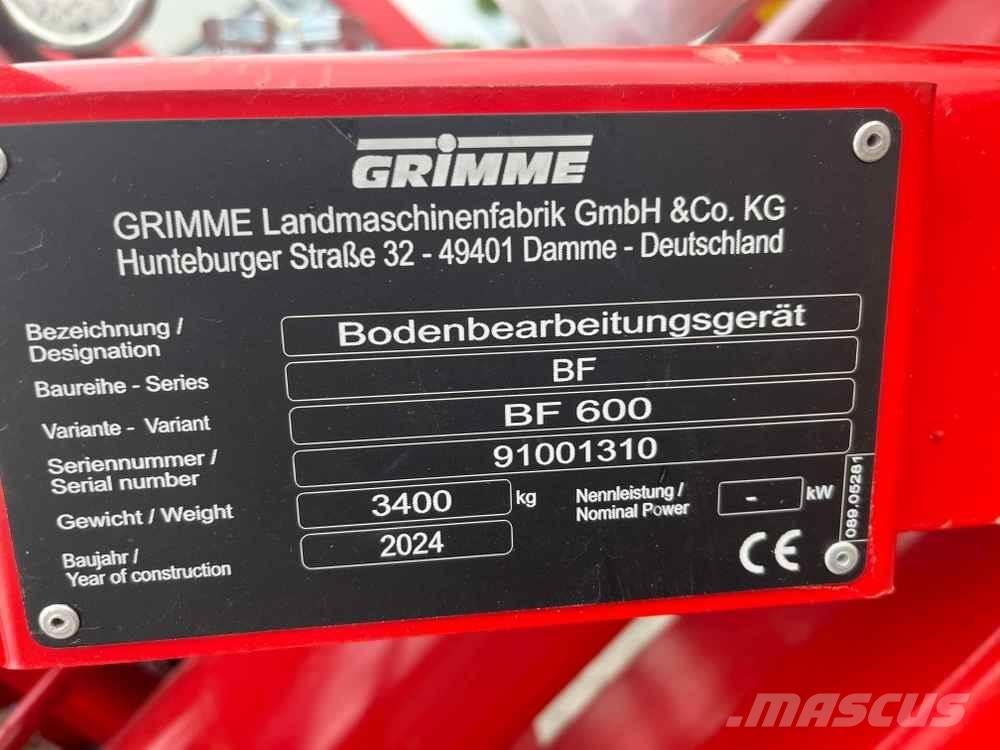 GRIMME
GRIMME Landmaschinenfabrik GmbH &Co. KG
Hunteburger Straße 32 - 49401 Damme - Deutschland
Bezeichnung / Designation
Bodenbearbeitungsgerät
Baureihe - Series
BF
Variante - Variant
BF 600
Seriennummer / Serial number
91001310
Gewicht / Weight
3400 kg
Nennleistung / Nominal Power
- kW
Baujahr / Year of construction
2024
CE
089.05281
MASCUS